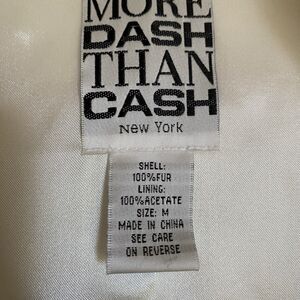 MORE
DASH
THAN
CASH
New York
SHELL:
100%FUR
LINING:
100%ACETATE
SIZE: M
MADE IN CHINA
SEE CARE
ON REVERSE